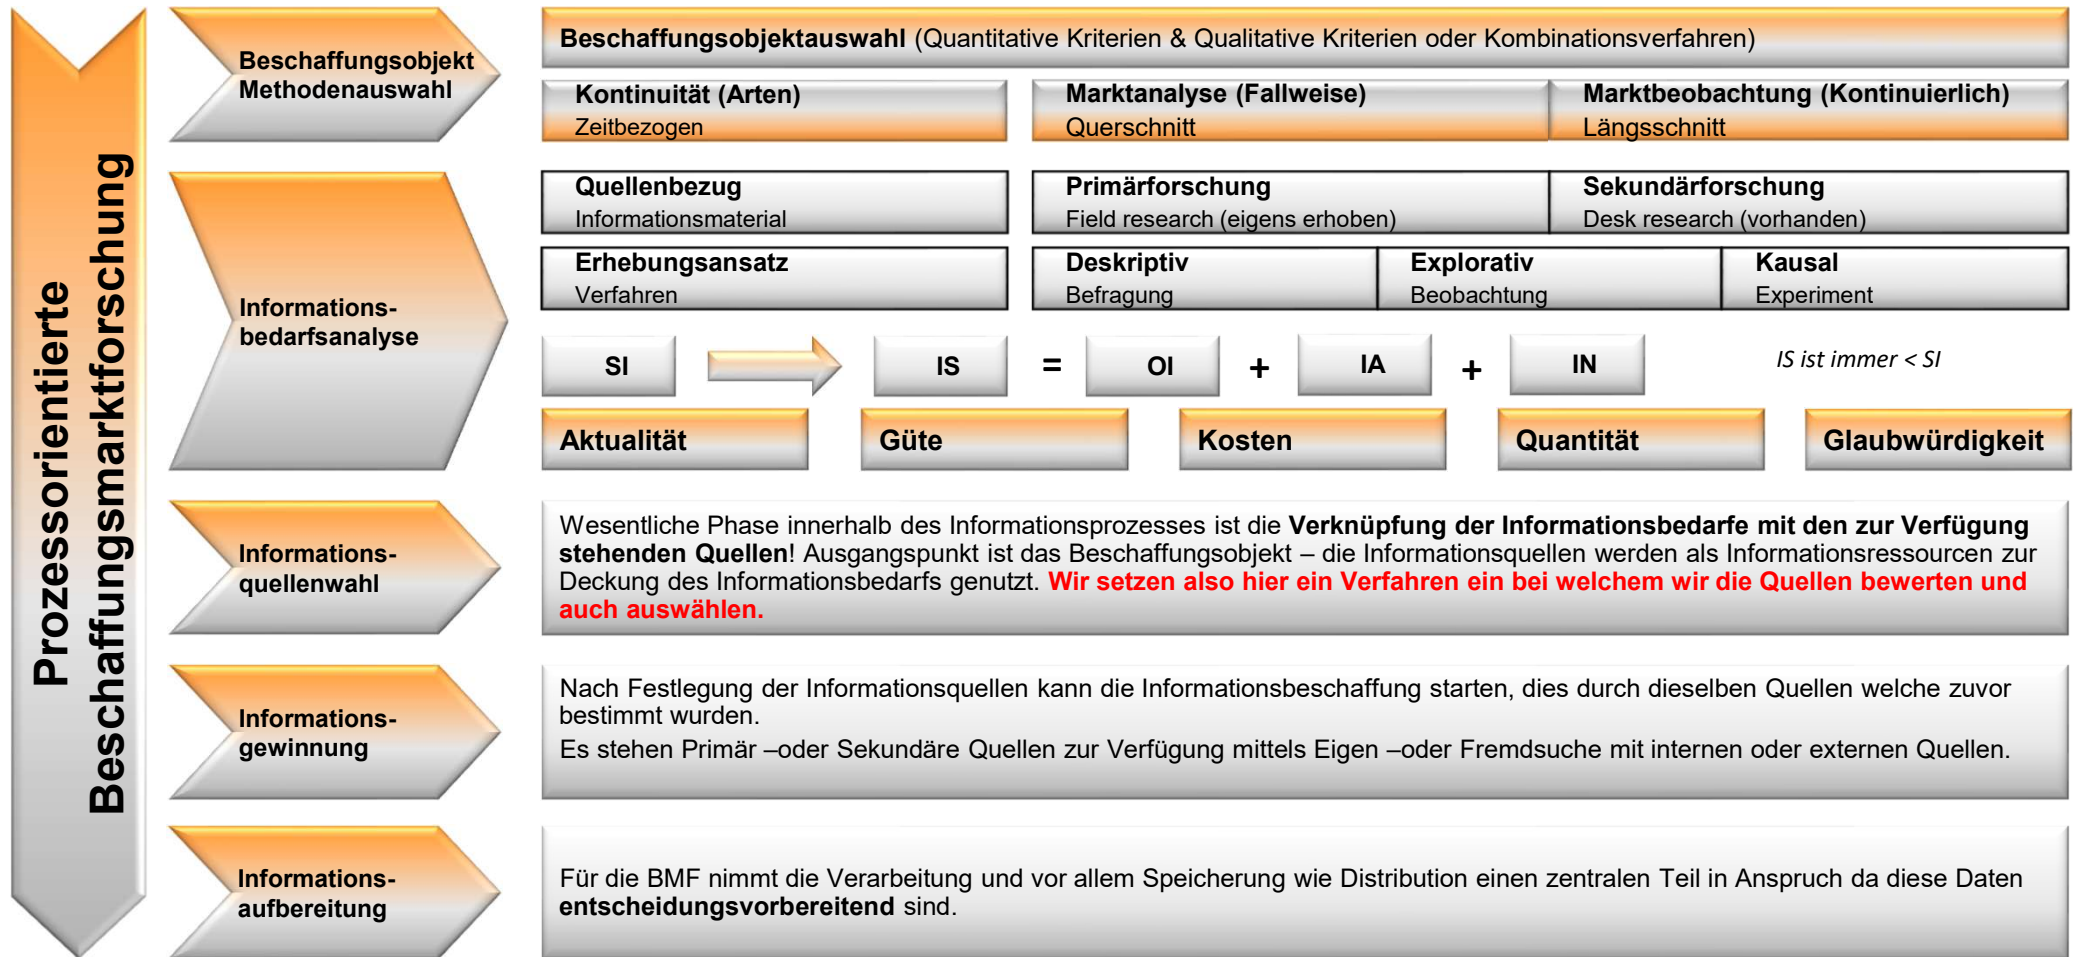 Prozessorientierte
Beschaffungsmarktforschung
Beschaffungsobjekt
Methodenauswahl
Beschaffungsobjektauswahl (Quantitative Kriterien & Qualitative Kriterien oder Kombinationsverfahren)
Kontinuität (Arten)
Zeitbezogen
Marktanalyse (Fallweise)
Querschnitt
Marktbeobachtung (Kontinuierlich)
Längsschnitt
Informations-
bedarfsanalyse
Quellenbezug
Informationsmaterial
Primärforschung
Field research (eigens erhoben)
Sekundärforschung
Desk research (vorhanden)
Erhebungsansatz
Verfahren
Deskriptiv
Befragung
Explorativ
Beobachtung
Kausal
Experiment
SI IS = OI + IA + IN IS ist immer < SI
Aktualität Güte Kosten Quantität Glaubwürdigkeit
Informations-
quellenwahl
Wesentliche Phase innerhalb des Informationsprozesses ist die Verknüpfung der Informationsbedarfe mit den zur Verfügung
stehenden Quellen! Ausgangspunkt ist das Beschaffungsobjekt – die Informationsquellen werden als Informationsressourcen zur
Deckung des Informationsbedarfs genutzt. Wir setzen also hier ein Verfahren ein bei welchem wir die Quellen bewerten und
auch auswählen.
Informations-
gewinnung
Nach Festlegung der Informationsquellen kann die Informationsbeschaffung starten, dies durch dieselben Quellen welche zuvor
bestimmt wurden.
Es stehen Primär –oder Sekundäre Quellen zur Verfügung mittels Eigen –oder Fremdsuche mit internen oder externen Quellen.
Informations-
aufbereitung
Für die BMF nimmt die Verarbeitung und vor allem Speicherung wie Distribution einen zentralen Teil in Anspruch da diese Daten
entscheidungsvorbereitend sind.